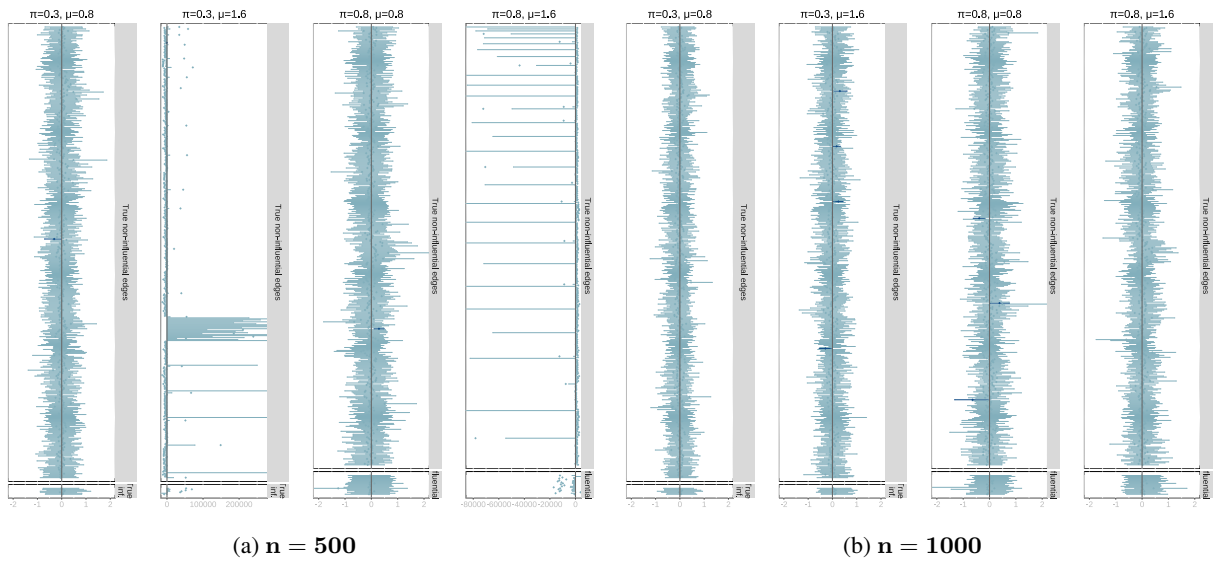 π=0.3, μ=0.8
π=0.3, μ=1.6
π=0.8, μ=0.8
π=0.8, μ=1.6
π=0.3, μ=0.8
π=0.3, μ=1.6
π=0.8, μ=0.8
π=0.8, μ=1.6
True non-influential edges
True non-influential edges
True non-influential edges
True non-influential edges
True non-influential edges
True non-influential edges
True non-influential edges
True non-influential edges
True
inf.
True
inf.
fluential
fluential
True
inf.
True
inf.
fluential
fluential
-2 -1 0 1 2
0 100000 200000
-2 -1 0 1 2
-80000 -60000 -40000 -20000 0
-2 -1 0 1 2
-2 -1 0 1 2
-2 -1 0 1 2
-2 -1 0 1 2
(a) n = 500
(b) n = 1000